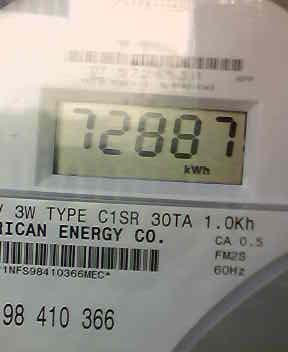 72887
kWh
3W TYPE C1SR 30TA 1.0Kh
RICAN ENERGY CO.
CA 0.5
FM2S
60Hz
1NFS98410366MEC*
98 410 366